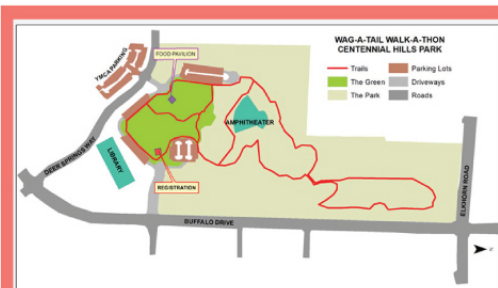 WAG-A-TAIL WALK-A-THON
CENTENNIAL HILLS PARK
Trails
Parking Lots
The Green
Driveways
The Park
Roads
FOOD PAVILION
YMCA PARKING
AMPHITHEATER
DEER SPRINGS WAY
LIBRARY
REGISTRATION
BUFFALO DRIVE
ELKHORN ROAD